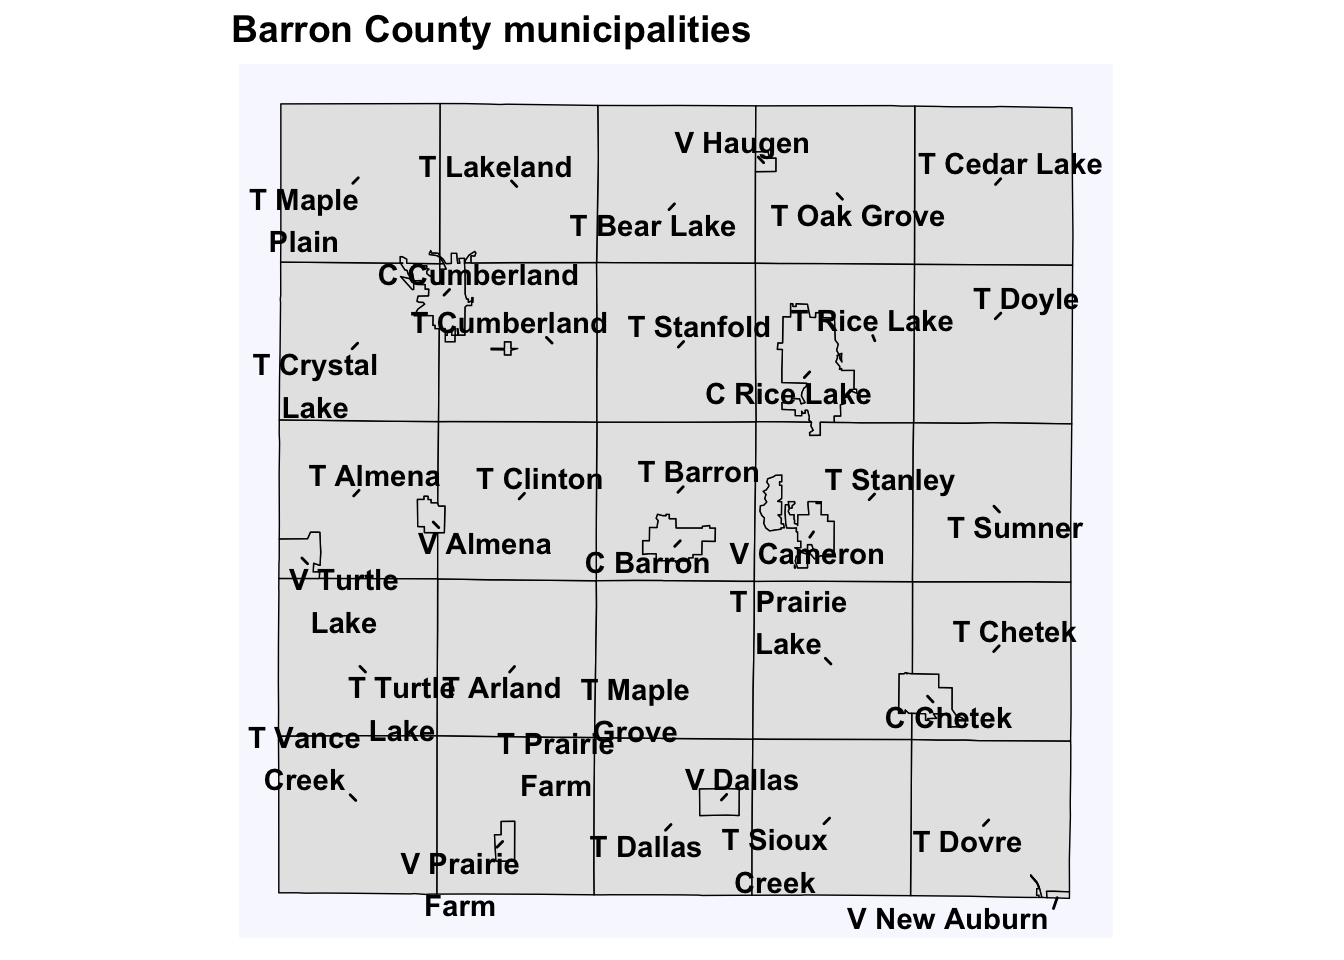 Barron County municipalities
V Haugen
T Lakeland
T Cedar Lake
T Maple
Plain
T Bear Lake
T Oak Grove
C Cumberland
T Doyle
T Cumberland
T Stanfold
T Rice Lake
T Crystal
Lake
C Rice Lake
T Almena
T Clinton
T Barron
T Stanley
T Sumner
V Almena
C Barron
V Cameron
V Turtle
Lake
T Prairie
Lake
T Chetek
T Turtle
Lake
T Arland
T Maple
Grove
C Chetek
T Vance
Creek
T Prairie
Farm
V Dallas
T Dallas
T Sioux
Creek
T Dovre
V Prairie
Farm
V New Auburn